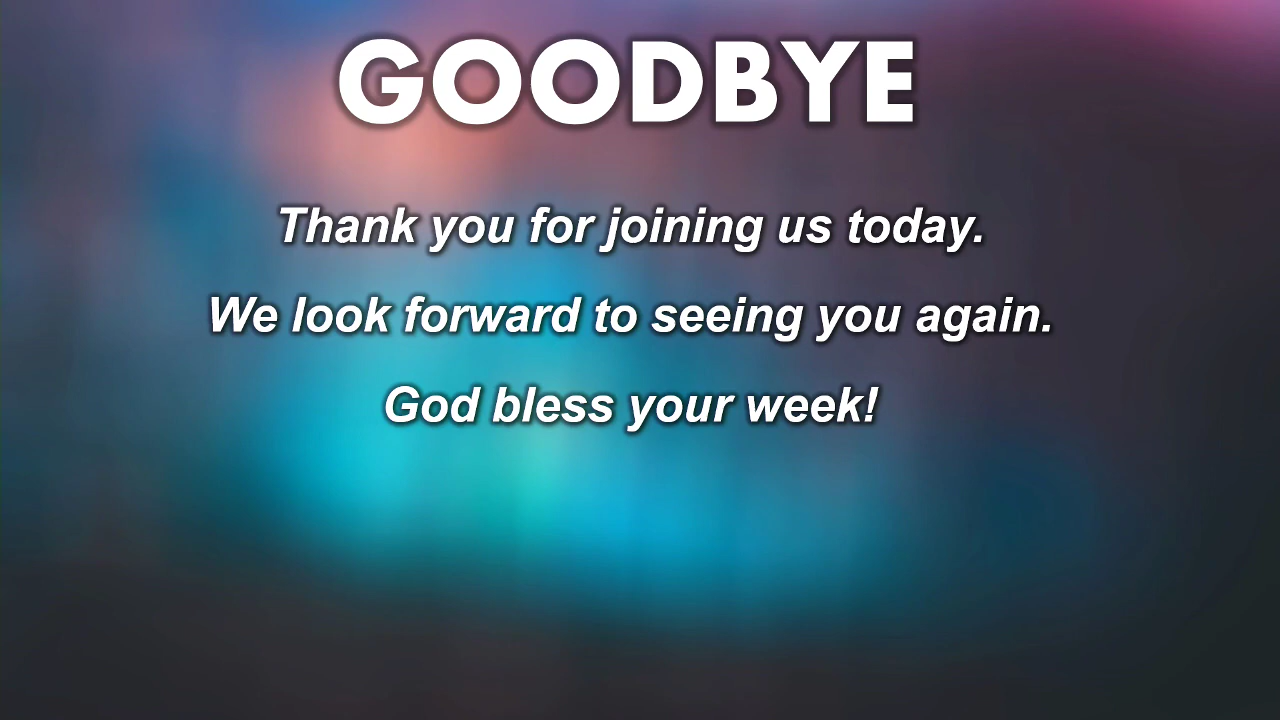 GOODBYE
Thank you for joining us today.
We look forward to seeing you again.
God bless your week!